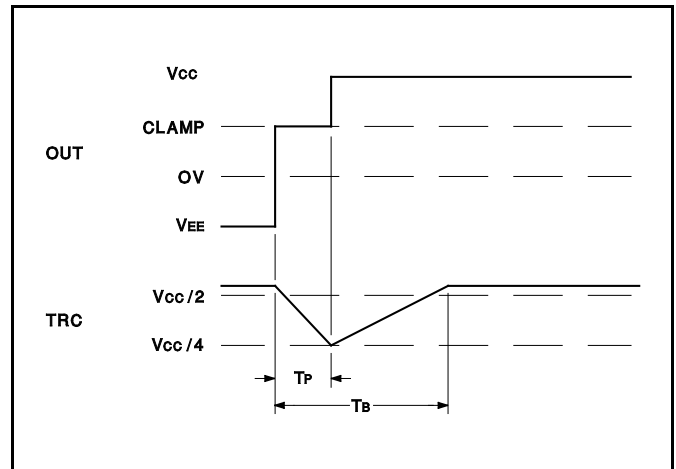 Vcc
CLAMP
OUT
OV
VEE
Vcc/2
TRC
Vcc/4
TP
TB